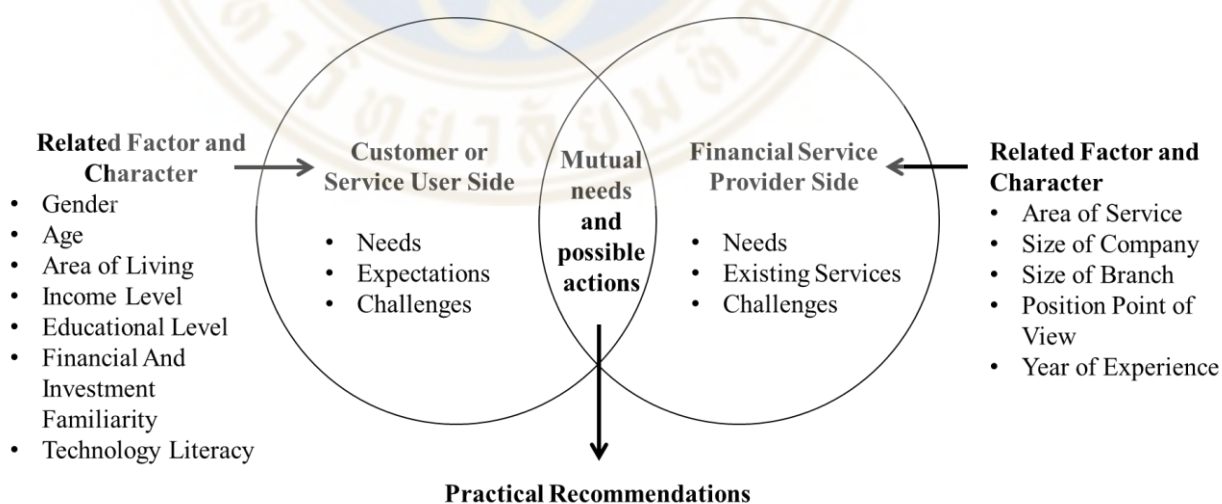 Related Factor and
Character
• Gender
• Age
• Area of Living
• Income Level
• Educational Level
• Financial And
Investment
Familiarity
• Technology Literacy
Customer or
Service User Side
• Needs
• Expectations
• Challenges
Mutual
needs
and
possible
actions
Financial Service
Provider Side
• Needs
• Existing Services
• Challenges
Related Factor and
Character
• Area of Service
• Size of Company
• Size of Branch
• Position Point of
View
• Year of Experience
Practical Recommendations